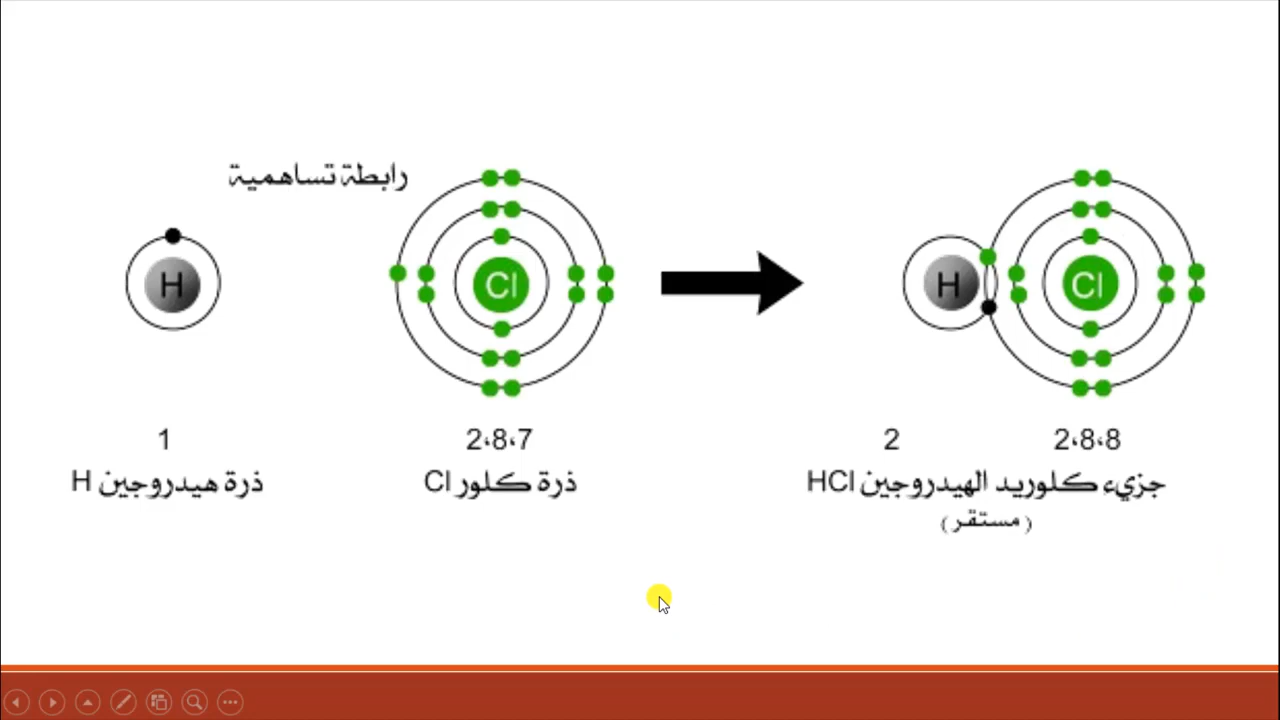 رابطة تساهمية
H
Cl
H
Cl
1
2،8،7
2
2،8،8
ذرة هيدروجين H
ذرة كلور Cl
جزيء كلوريد الهيدروجين HCl
(مستقر)